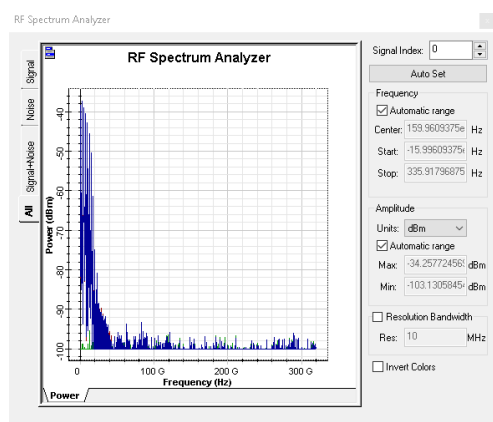 RF Spectrum Analyzer
RF Spectrum Analyzer
Signal
Noise
Signal+Noise
All
Power (dBm)
-40
-50
-60
-70
-80
-90
-100
0
100 G
200 G
300 G
Frequency (Hz)
Power
Signal Index: 0
Auto Set
Frequency
Automatic range
Center: 159.9609375e Hz
Start: -15.99609375e Hz
Stop: 335.91796875 Hz
Amplitude
Units: dBm
Automatic range
Max: -34.25772456 dBm
Min: -103.1305845 dBm
Resolution Bandwidth
Res: 10 MHz
Invert Colors